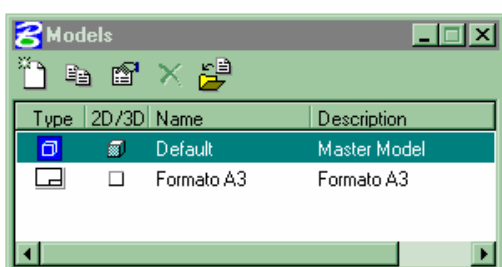 Models
Type 2D/3D Name Description
Default Master Model
Formato A3 Formato A3